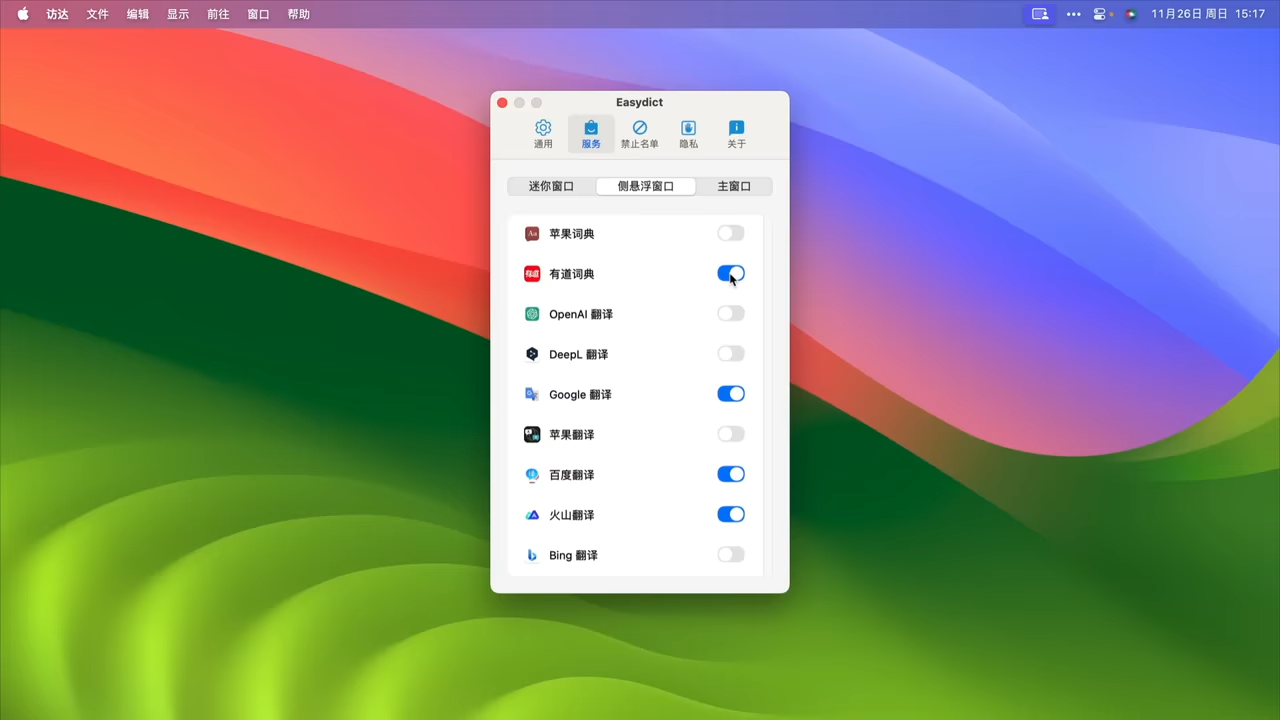 访达 文件 编辑 显示 前往 窗口 帮助 11月26日 周日 15:17
Easydict
通用 服务 禁止名单 隐私 关于
迷你窗口 侧悬浮窗口 主窗口
Aa 苹果词典
有道 有道词典
OpenAI 翻译
DeepL 翻译
Google 翻译
苹果翻译
百度翻译
火山翻译
Bing 翻译